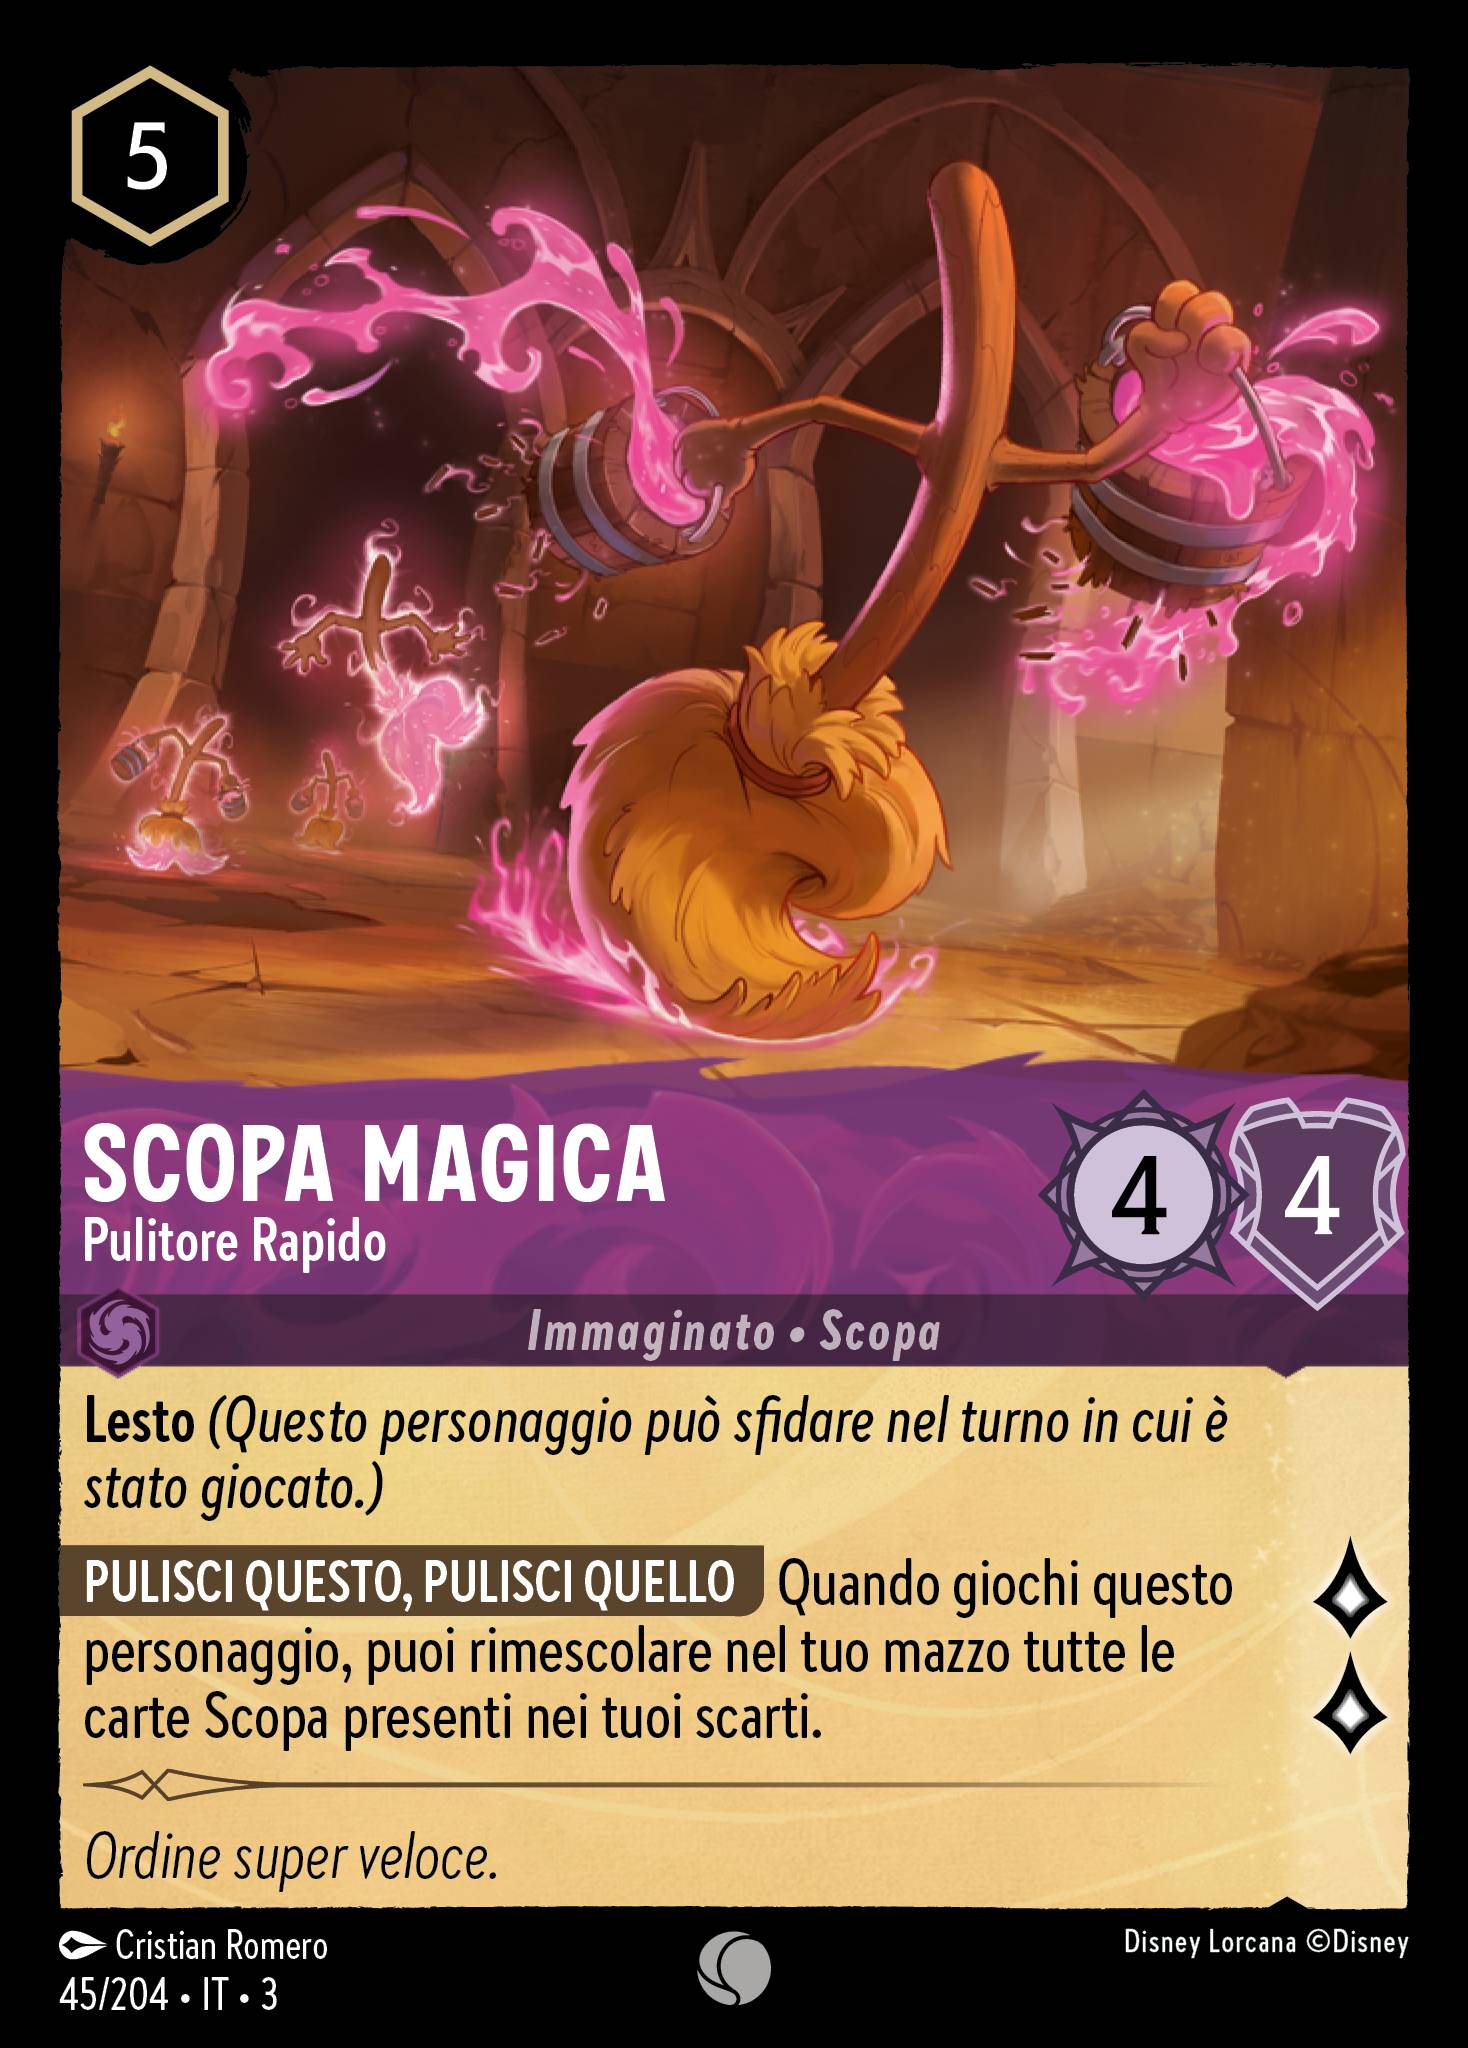 5
SCOPA MAGICA
Pulitore Rapido
4
4
Immaginato • Scopa
Lesto (Questo personaggio può sfidare nel turno in cui è
stato giocato.)
PULISCI QUESTO, PULISCI QUELLO Quando giochi questo
personaggio, puoi rimescolare nel tuo mazzo tutte le
carte Scopa presenti nei tuoi scarti.
Ordine super veloce.
Cristian Romero
Disney Lorcana ©Disney
45/204 • IT • 3